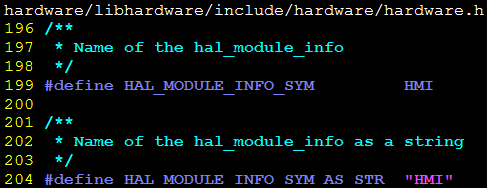 hardware/libhardware/include/hardware/hardware.h
196 /**
197  * Name of the hal_module_info
198  */
199 #define HAL_MODULE_INFO_SYM         HMI
200
201 /**
202  * Name of the hal_module_info as a string
203  */
204 #define HAL_MODULE_INFO_SYM_AS_STR  "HMI"